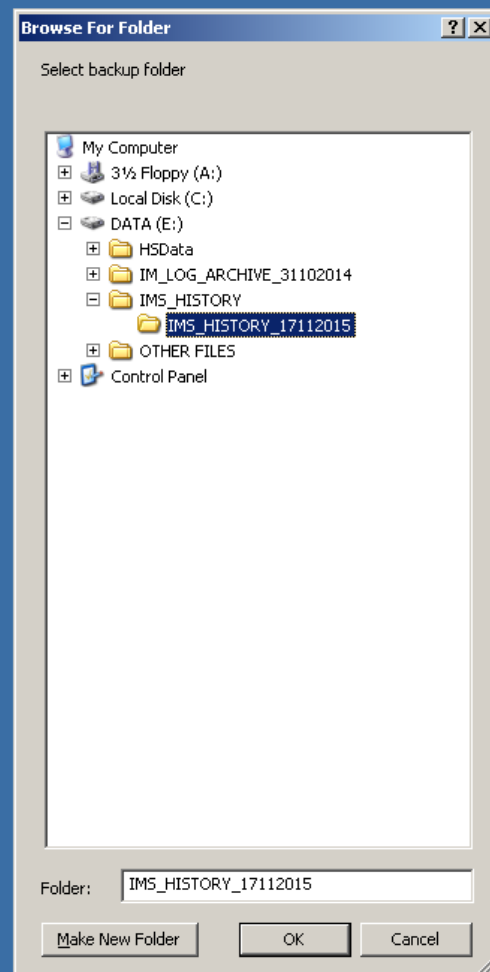 Browse For Folder
Select backup folder
My Computer
3½ Floppy (A:)
Local Disk (C:)
DATA (E:)
HSData
IM_LOG_ARCHIVE_31102014
IMS_HISTORY
IMS_HISTORY_17112015
OTHER FILES
Control Panel
Folder: IMS_HISTORY_17112015
Make New Folder OK Cancel